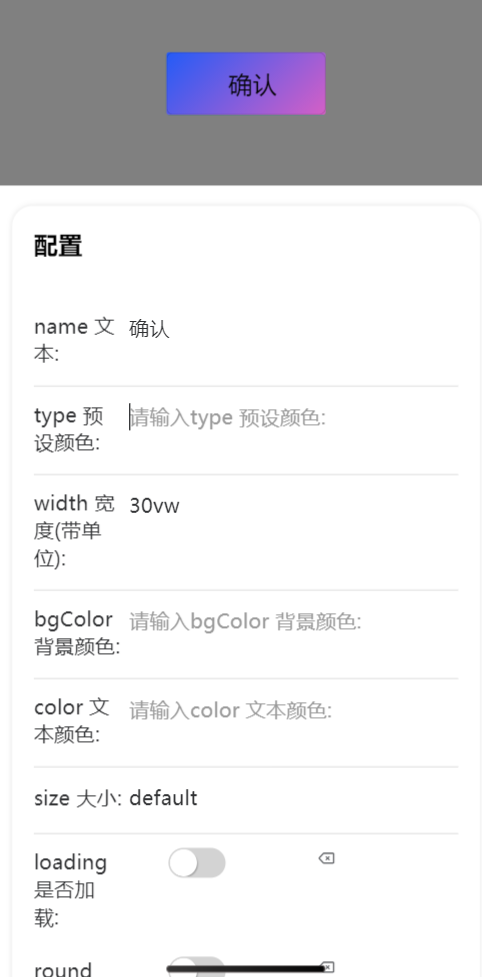 确认
配置
name 文
本:
确认
type 预
设颜色:
请输入type 预设颜色:
width 宽
度(带单
位):
30vw
bgColor
背景颜色:
请输入bgColor 背景颜色:
color 文
本颜色:
请输入color 文本颜色:
size 大小: default
loading
是否加
载:
round